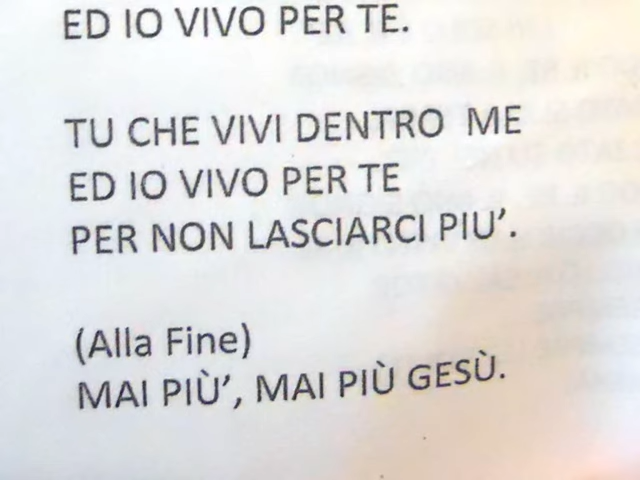 ED IO VIVO PER TE.
TU CHE VIVI DENTRO ME
ED IO VIVO PER TE
PER NON LASCIARCI PIU'.
(Alla Fine)
MAI PIÙ', MAI PIÙ GESÙ.